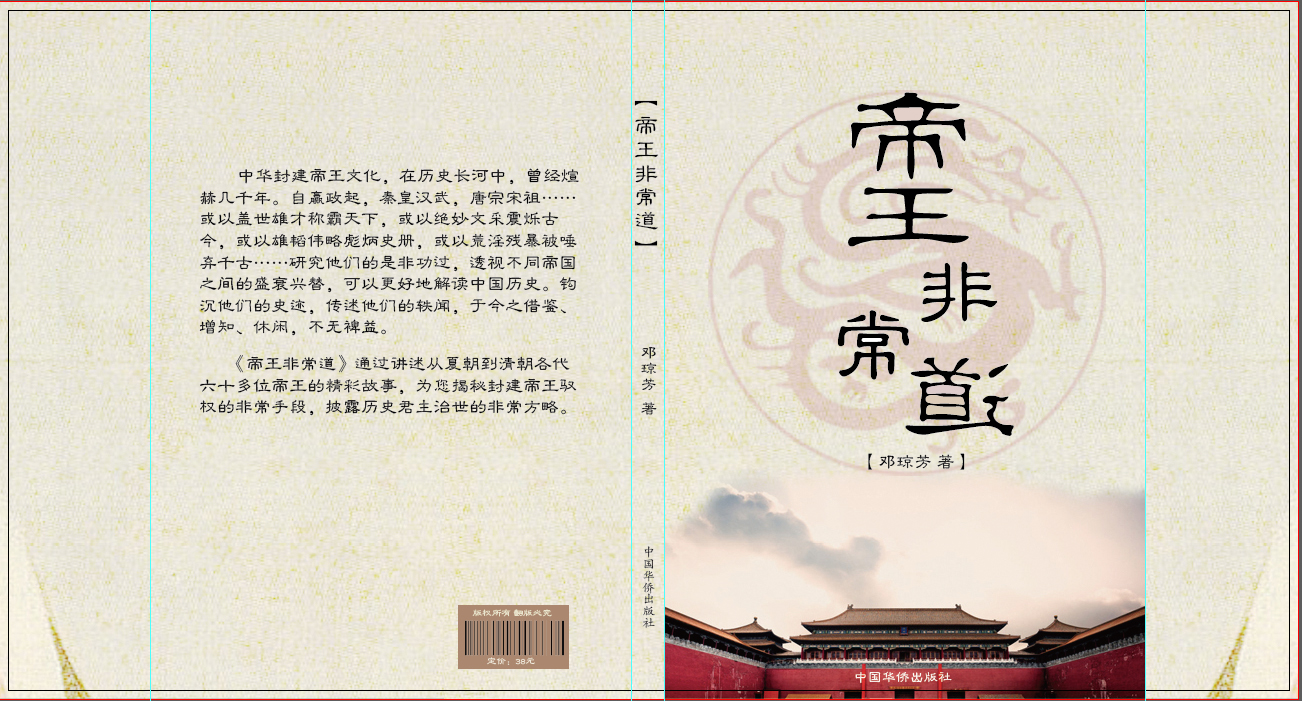 中华封建帝王文化，在历史长河中，曾经煊
赫几千年。自嬴政起，秦皇汉武，唐宗宋祖……
或以盖世雄才称霸天下，或以绝妙文采震烁古
今，或以雄韬伟略彪炳史册，或以荒淫残暴被唾
弃千古……研究他们的是非功过，透视不同帝国
之间的盛衰兴替，可以更好地解读中国历史。钩
沉他们的史迹，传述他们的轶闻，于今之借鉴、
增知、休闲，不无裨益。
《帝王非常道》通过讲述从夏朝到清朝各代
六十多位帝王的精彩故事，为您揭秘封建帝王驭
权的非常手段，披露历史君主治世的非常方略。
版权所有 翻版必究
定价：38元
【帝王非常道】
邓琼芳 著
中国华侨出版社
帝王非常道
【邓琼芳 著】
中国华侨出版社